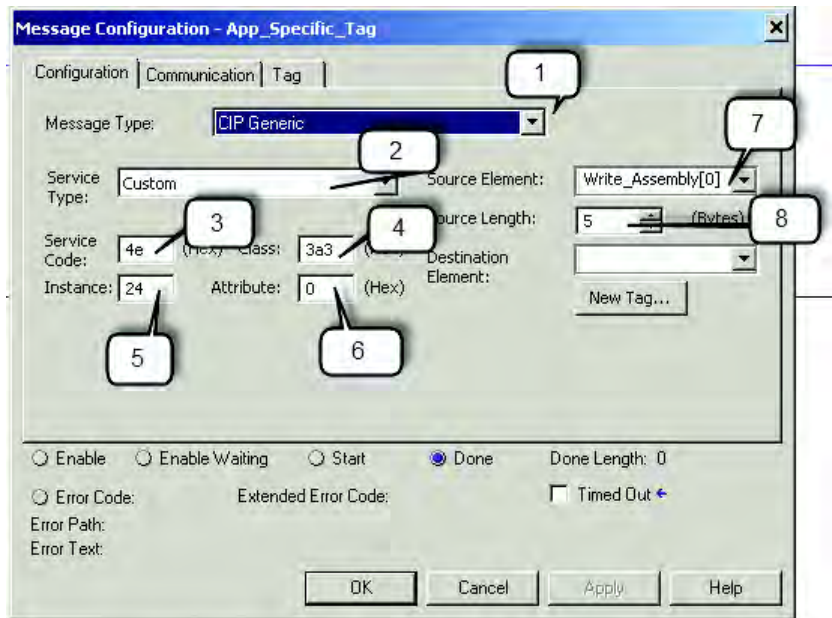 Message Configuration - App_Specific_Tag
Configuration Communication Tag
1
Message Type: CIP Generic
7
2
Service Type: Custom
Source Element: Write_Assembly[0]
3
4
Source Length: 5 (Bytes)
8
Service Code: 4e (Hex) Class: 3a3
Destination Element:
Instance: 24 Attribute: 0 (Hex)
New Tag...
5
6
Enable Enable Waiting Start Done Done Length: 0
Error Code: Extended Error Code: Timed Out
Error Path:
Error Text:
OK Cancel Apply Help